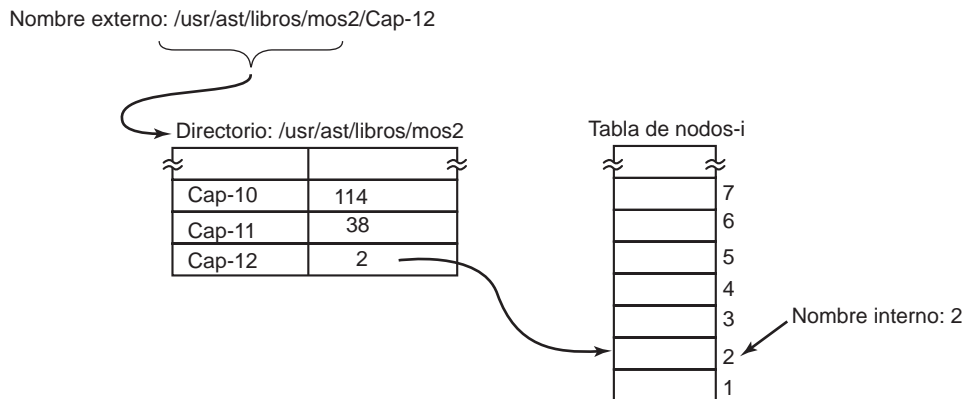 Nombre externo: /usr/ast/libros/mos2/Cap-12
Directorio: /usr/ast/libros/mos2
Cap-10 114
Cap-11 38
Cap-12 2
Tabla de nodos-i
7
6
5
4
3
2
1
Nombre interno: 2